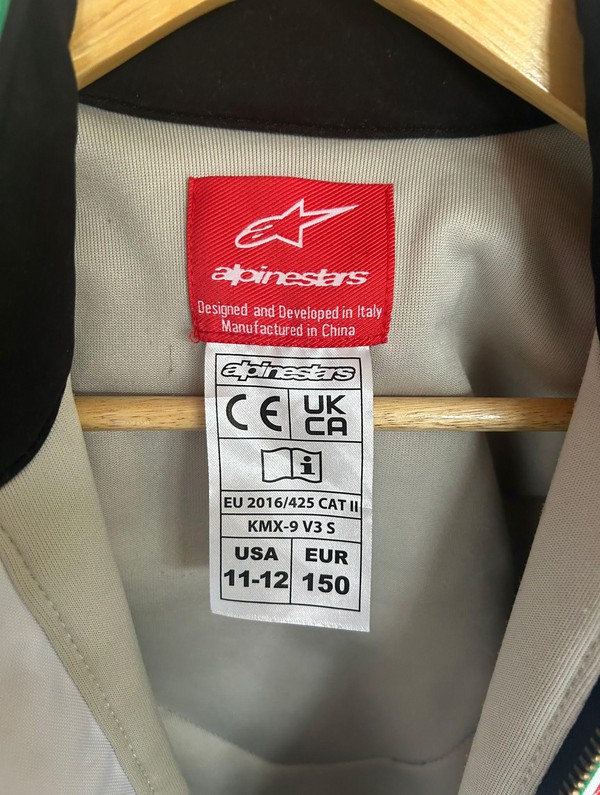 alpinestars
Designed and Developed in Italy
Manufactured in China
alpinestars
CE UK CA
i
EU 2016/425 CAT II
KMX-9 V3 S
USA EUR
11-12 150